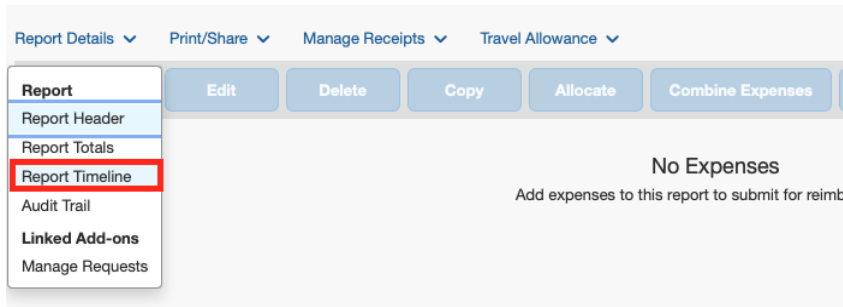 Report Details Print/Share Manage Receipts Travel Allowance
Report
Edit Delete Copy Allocate Combine Expenses
Report Header
Report Totals
Report Timeline
Audit Trail
Linked Add-ons
Manage Requests
No Expenses
Add expenses to this report to submit for